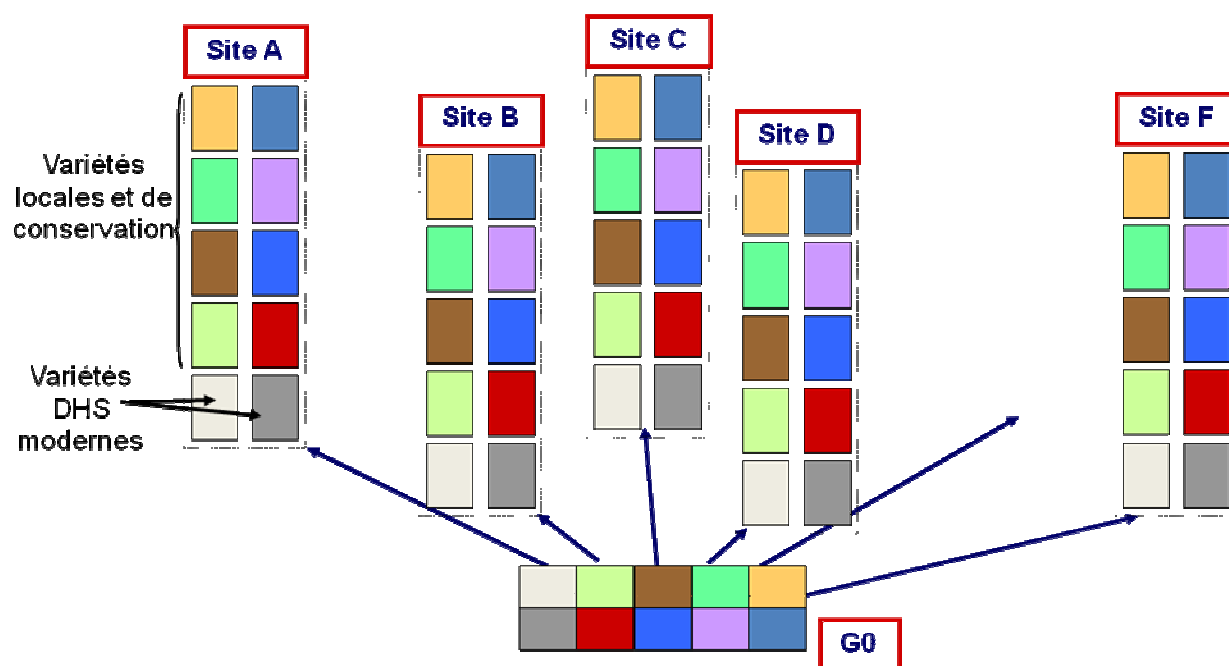 Site A
Site C
Site B
Site D
Site F
Variétés
locales et de
conservation
Variétés
DHS
modernes
G0